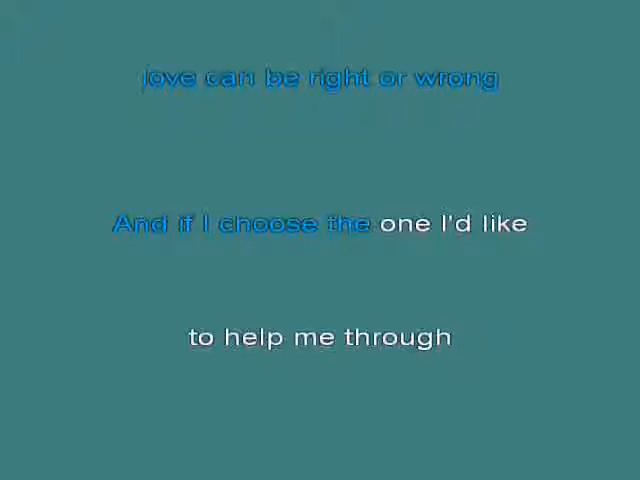 love can be right or wrong
And if I choose the one I'd like
to help me through